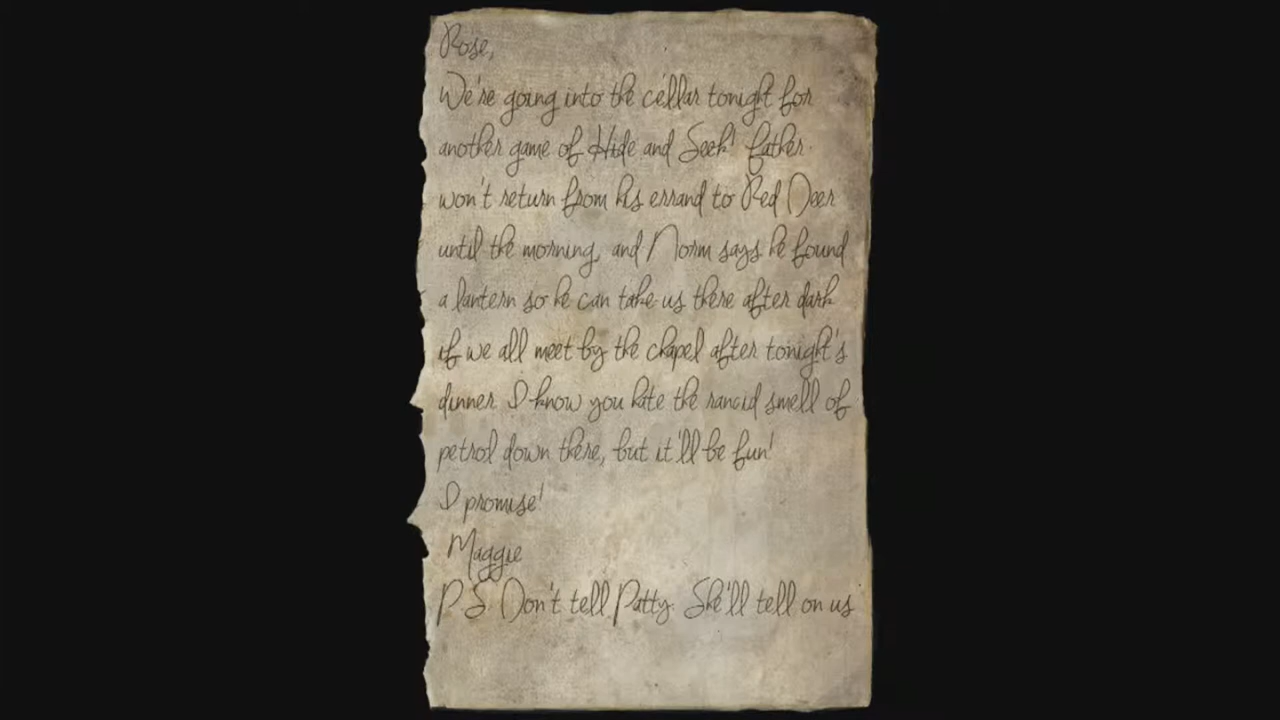 Rose,
We're going into the cellar tonight for
another game of Hide and Seek! Father
won't return from his errand to Red Deer
until the morning, and Norm says he found
a lantern so he can take us there after dark
if we all meet by the chapel after tonight's
dinner. I know you hate the rancid smell of
petrol down there, but it'll be fun!
I promise!
Maggie
P.S. Don't tell Patty. She'll tell on us